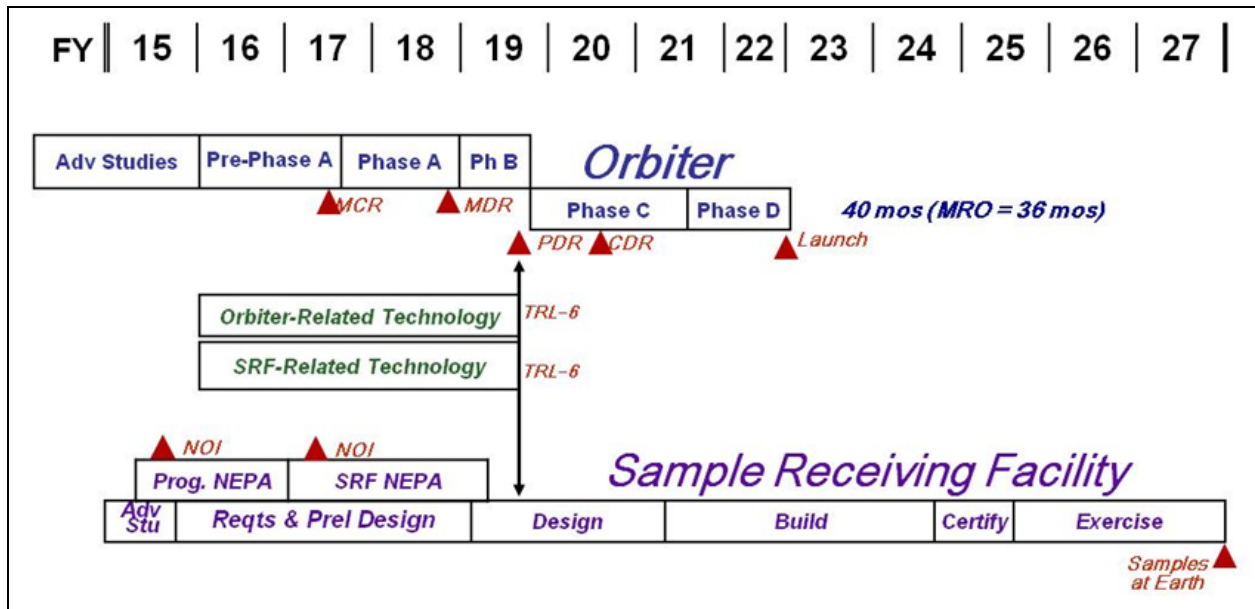 FY 15 16 17 18 19 20 21 22 23 24 25 26 27
Adv Studies Pre-Phase A Phase A Ph B Orbiter
MCR MDR Phase C Phase D 40 mos (MRO = 36 mos)
PDR CDR Launch
Orbiter-Related Technology TRL-6
SRF-Related Technology TRL-6
NOI NOI
Prog. NEPA SRF NEPA Sample Receiving Facility
Adv
Stu Reqts & Prel Design Design Build Certify Exercise
Samples
at Earth